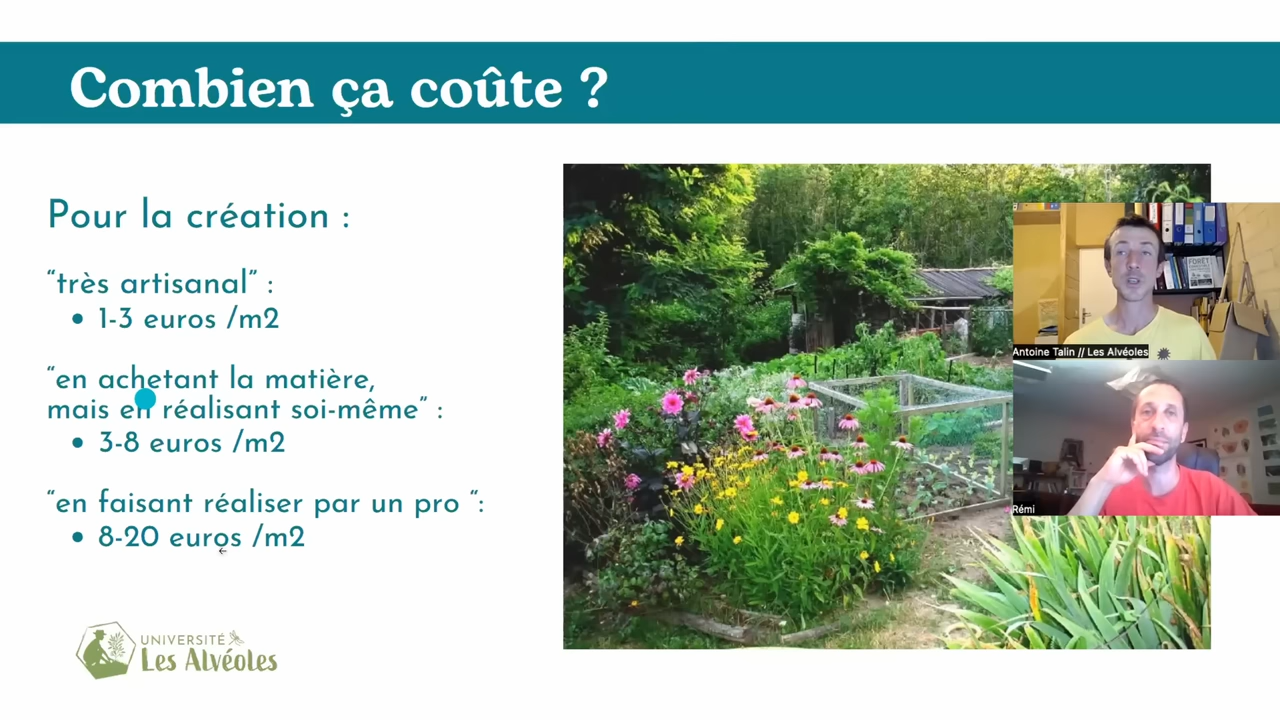 Combien ça coûte ?
Pour la création :
“très artisanal” :
• 1-3 euros /m2
“en achetant la matière,
mais en réalisant soi-même” :
• 3-8 euros /m2
“en faisant réaliser par un pro “:
• 8-20 euros /m2
UNIVERSITÉ
Les Alvéoles
FORÊT
Antoine Talin // Les Alvéoles
Rémi